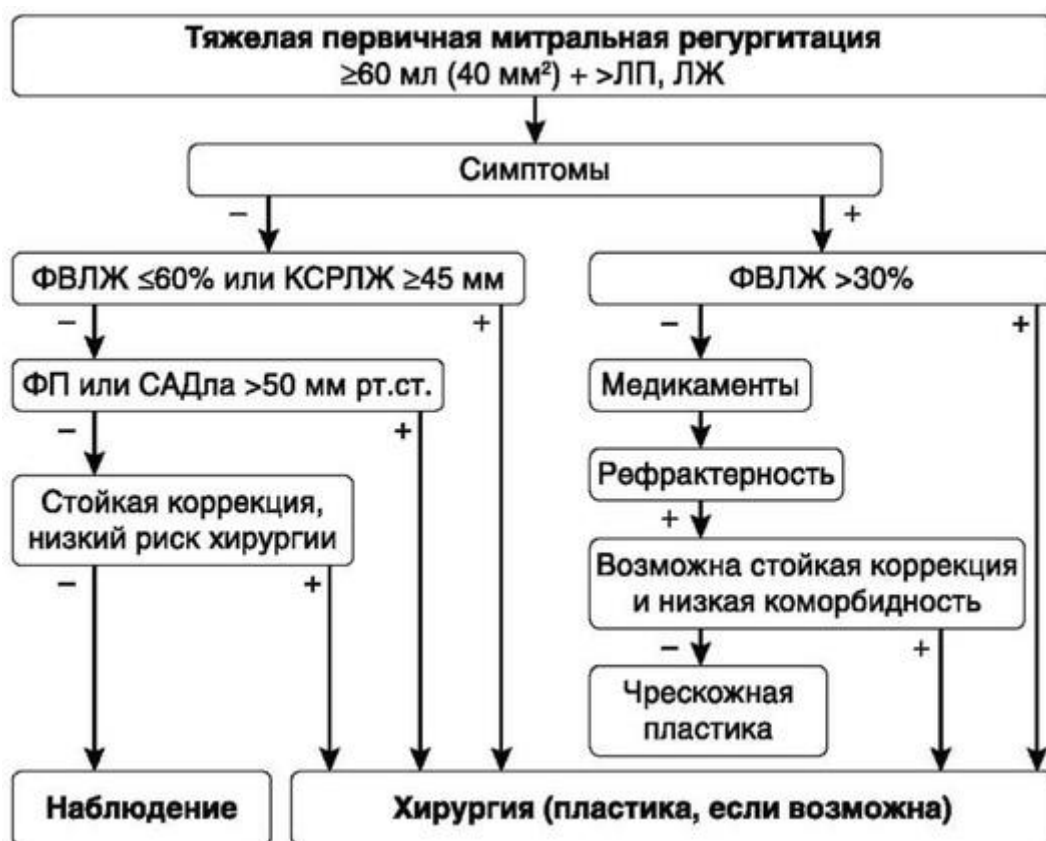 Тяжелая первичная митральная регургитация
≥60 мл (40 мм²) + >ЛП, ЛЖ
Симптомы
–
+
ФВЛЖ ≤60% или КСРЛЖ ≥45 мм
ФВЛЖ >30%
–
+
–
+
ФП или САДла >50 мм рт.ст.
Медикаменты
–
+
Рефрактерность
Стойкая коррекция,
низкий риск хирургии
+
Возможна стойкая коррекция
и низкая коморбидность
–
+
–
+
Чрескожная
пластика
Наблюдение
Хирургия (пластика, если возможна)